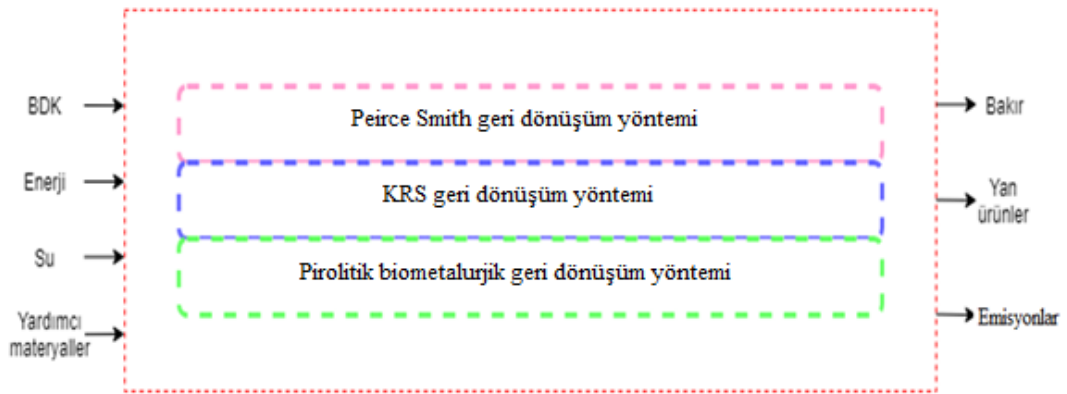 BDK
Enerji
Su
Yardımcı
materyaller
Peirce Smith geri dönüşüm yöntemi
KRS geri dönüşüm yöntemi
Pirolitik biometalurjik geri dönüşüm yöntemi
Bakır
Yan
ürünler
Emisyonlar